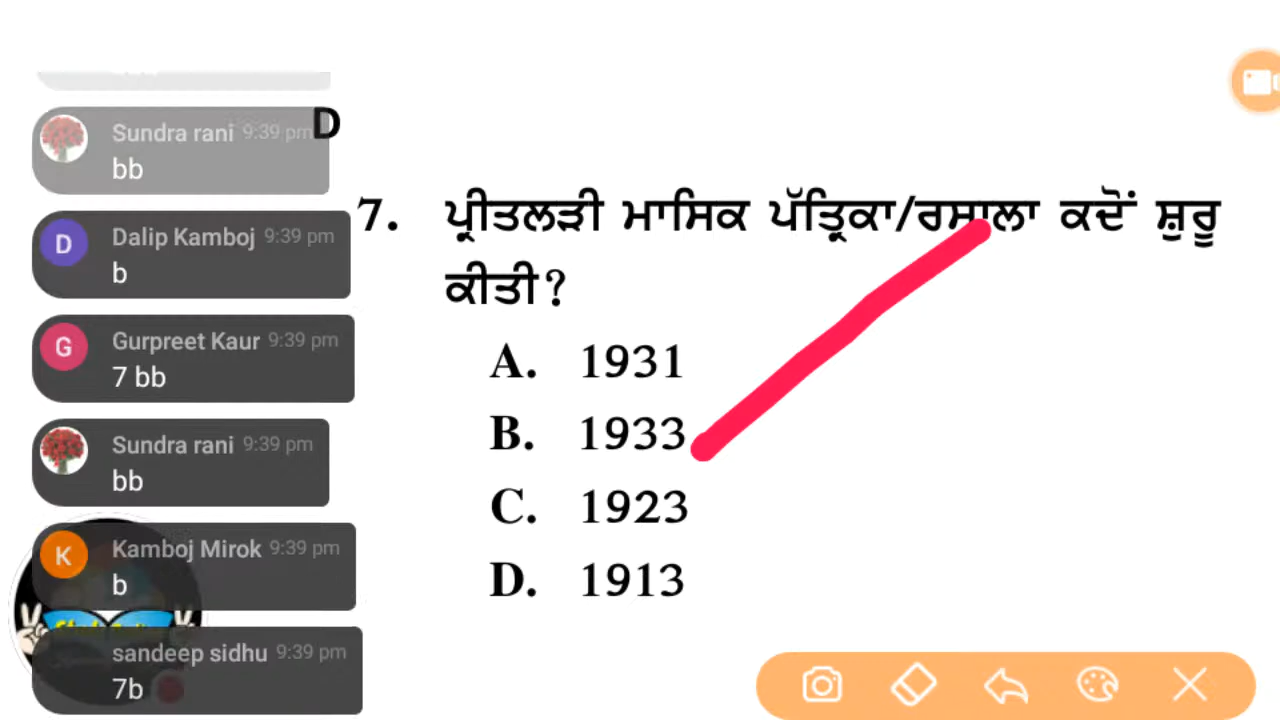 Sundra rani 9:39 pm
bb
D
Dalip Kamboj 9:39 pm
b
Gurpreet Kaur 9:39 pm
7 bb
Sundra rani 9:39 pm
bb
Kamboj Mirok 9:39 pm
b
sandeep sidhu 9:39 pm
7b
7. ਪ੍ਰੀਤਲੜੀ ਮਾਸਿਕ ਪੱਤ੍ਰਿਕਾ/ਰਸਾਲਾ ਕਦੋਂ ਸ਼ੁਰੂ
ਕੀਤੀ?
A. 1931
B. 1933
C. 1923
D. 1913
D
G
K